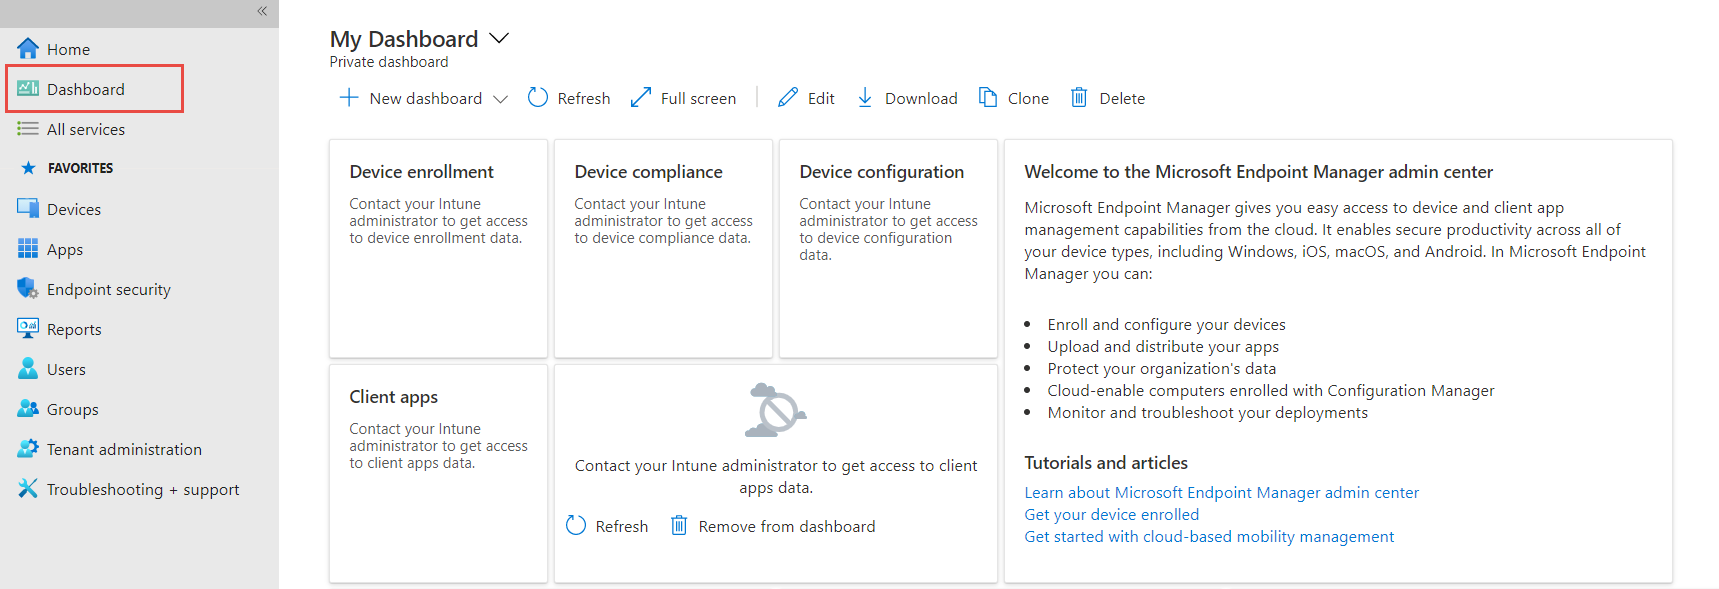 Home
Dashboard
All services
FAVORITES
Devices
Apps
Endpoint security
Reports
Users
Groups
Tenant administration
Troubleshooting + support
My Dashboard
Private dashboard
New dashboard
Refresh
Full screen
Edit
Download
Clone
Delete
Device enrollment
Contact your Intune
administrator to get access
to device enrollment data.
Device compliance
Contact your Intune
administrator to get access
to device compliance data.
Device configuration
Contact your Intune
administrator to get access
to device configuration
data.
Welcome to the Microsoft Endpoint Manager admin center
Microsoft Endpoint Manager gives you easy access to device and client app
management capabilities from the cloud. It enables secure productivity across all of
your device types, including Windows, iOS, macOS, and Android. In Microsoft Endpoint
Manager you can:
• Enroll and configure your devices
• Upload and distribute your apps
• Protect your organization's data
• Cloud-enable computers enrolled with Configuration Manager
• Monitor and troubleshoot your deployments
Tutorials and articles
Learn about Microsoft Endpoint Manager admin center
Get your device enrolled
Get started with cloud-based mobility management
Client apps
Contact your Intune
administrator to get access
to client apps data.
Contact your Intune administrator to get access to client
apps data.
Refresh
Remove from dashboard